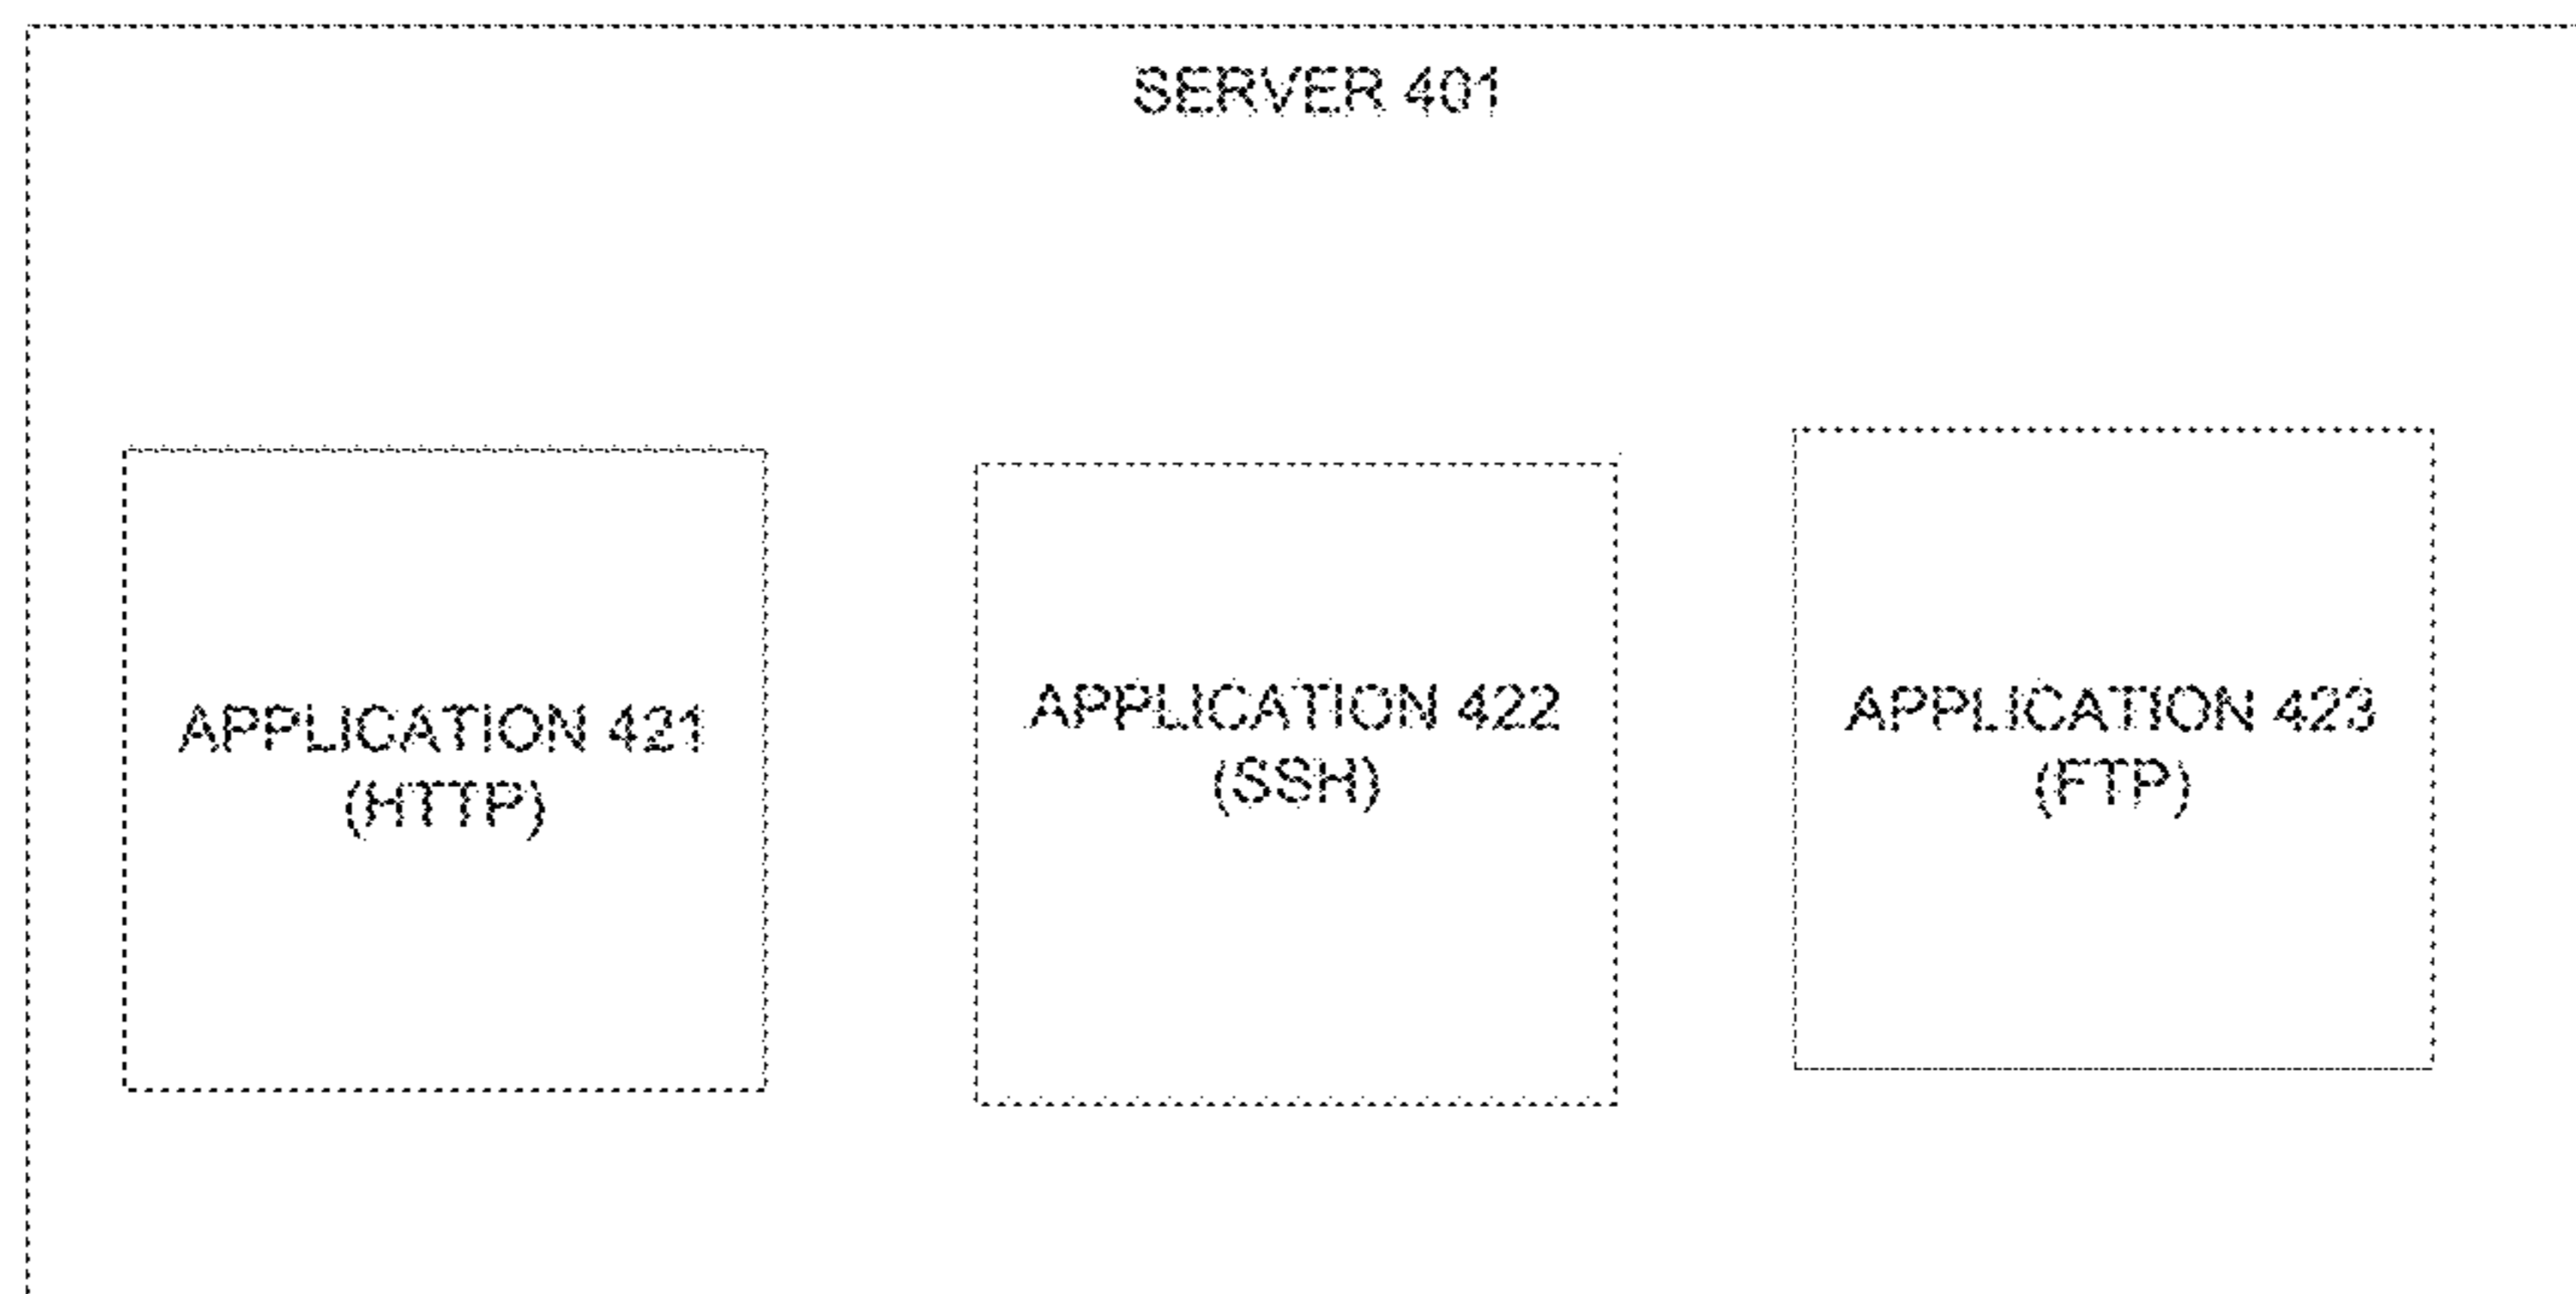 SERVER 401
APPLICATION 421
(HTTP)
APPLICATION 422
(SSH)
APPLICATION 423
(FTP)